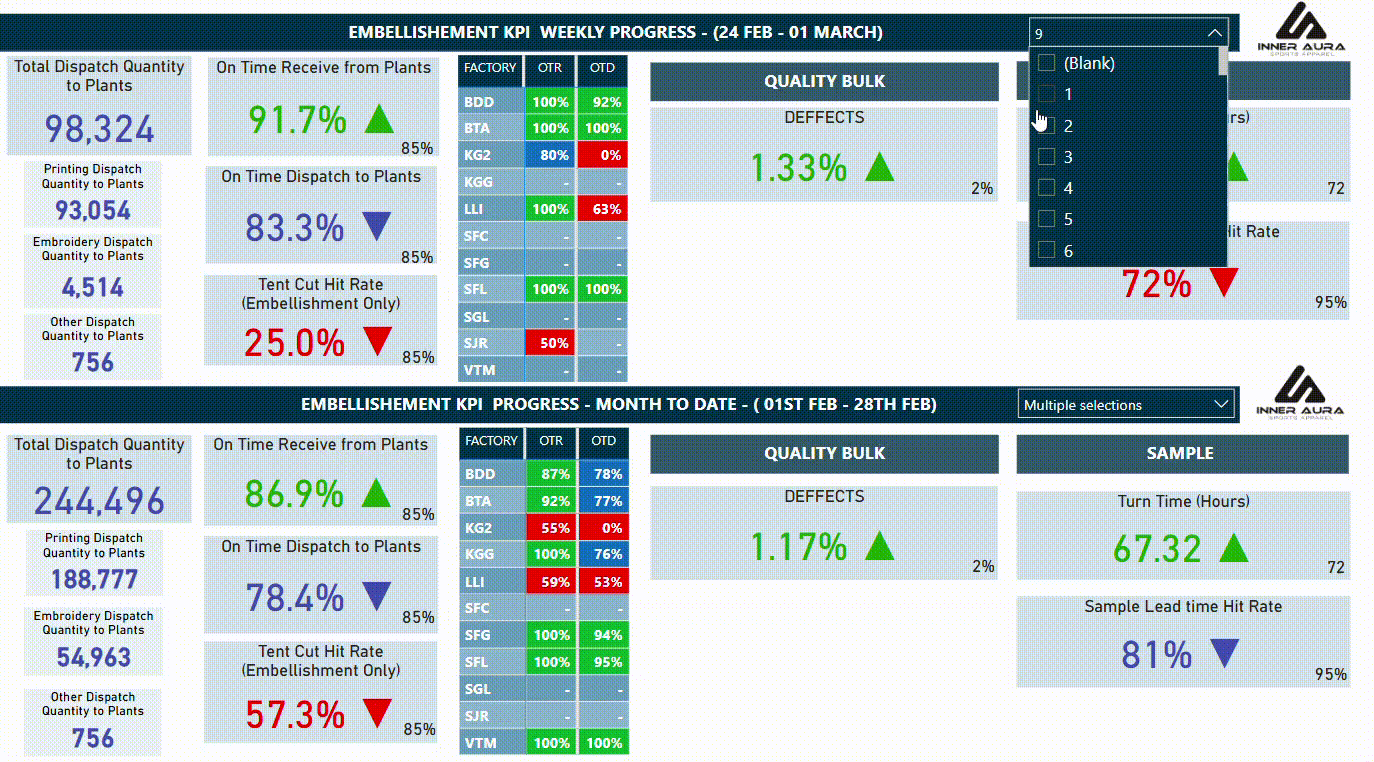 EMBELLISHEMENT KPI WEEKLY PROGRESS - (24 FEB - 01 MARCH)
9
INNER AURA
SPORTS APPAREL
Total Dispatch Quantity
to Plants
98,324
Printing Dispatch
Quantity to Plants
93,054
Embroidery Dispatch
Quantity to Plants
4,514
Other Dispatch
Quantity to Plants
756
On Time Receive from Plants
91.7%
85%
On Time Dispatch to Plants
83.3%
85%
Tent Cut Hit Rate
(Embellishment Only)
25.0%
85%
FACTORY OTR OTD
BDD 100% 92%
BTA 100% 100%
KG2 80% 0%
KGG - -
LLI 100% 63%
SFC - -
SFG - -
SFL 100% 100%
SGL - -
SJR 50% -
VTM - -
QUALITY BULK
DEFFECTS
1.33%
2%
(Blank)
1
2
3
4
5
6
urs)
72
Hit Rate
72%
95%
EMBELLISHEMENT KPI PROGRESS - MONTH TO DATE - ( 01ST FEB - 28TH FEB)
Multiple selections
INNER AURA
SPORTS APPAREL
Total Dispatch Quantity
to Plants
244,496
Printing Dispatch
Quantity to Plants
188,777
Embroidery Dispatch
Quantity to Plants
54,963
Other Dispatch
Quantity to Plants
756
On Time Receive from Plants
86.9%
85%
On Time Dispatch to Plants
78.4%
85%
Tent Cut Hit Rate
(Embellishment Only)
57.3%
85%
FACTORY OTR OTD
BDD 87% 78%
BTA 92% 77%
KG2 55% 0%
KGG 100% 76%
LLI 59% 53%
SFC - -
SFG 100% 94%
SFL 100% 95%
SGL - -
SJR - -
VTM 100% 100%
QUALITY BULK
DEFFECTS
1.17%
2%
SAMPLE
Turn Time (Hours)
67.32
72
Sample Lead time Hit Rate
81%
95%